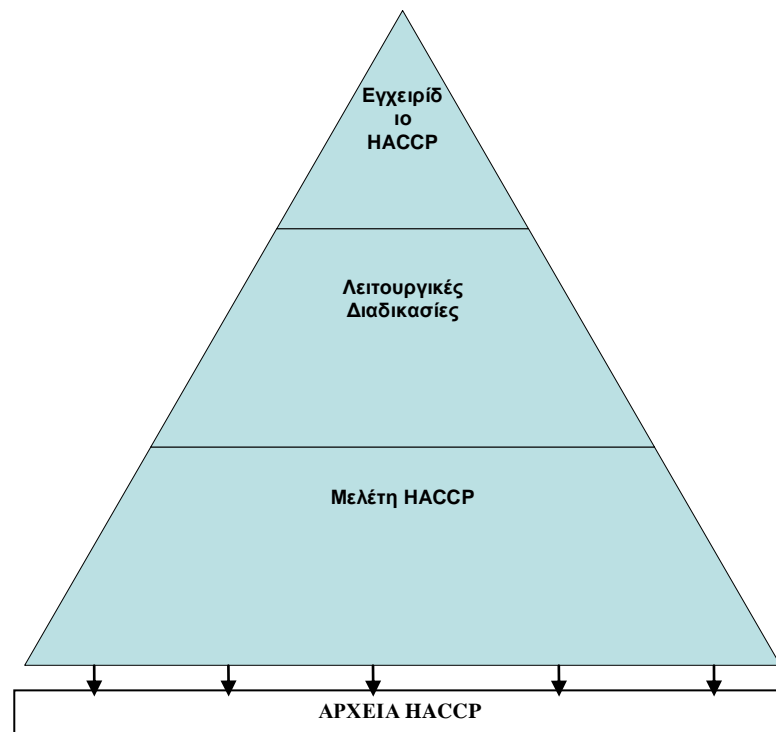 Εγχειρίδ
ιο
HACCP
Λειτουργικές
Διαδικασίες
Μελέτη HACCP
ΑΡΧΕΙΑ HACCP